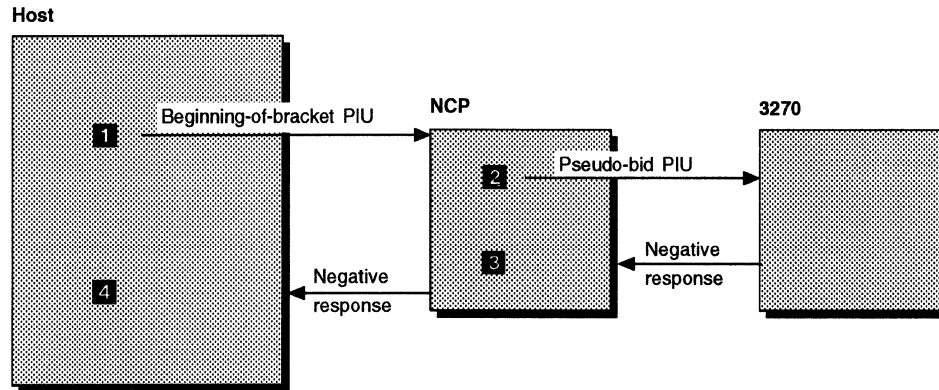 Host
NCP
3270
1
Beginning-of-bracket PIU
2
Pseudo-bid PIU
3
Negative
response
4
Negative
response